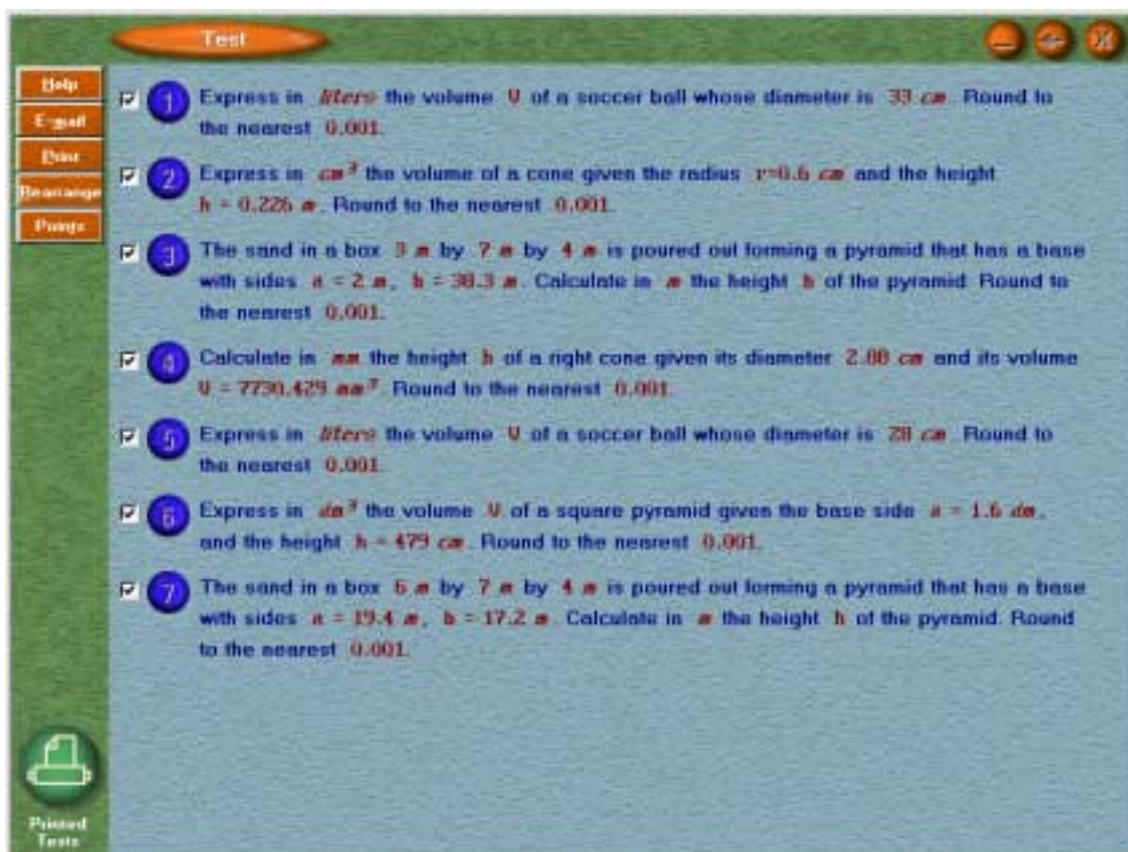 Test
Help
E-mail
Print
Rearrange
Points
1 Express in liters the volume V of a soccer ball whose diameter is 33 cm. Round to
the nearest 0.001.
2 Express in cm³ the volume of a cone given the radius r=0.6 cm and the height
h = 0.226 m. Round to the nearest 0.001.
3 The sand in a box 3 m by 7 m by 4 m is poured out forming a pyramid that has a base
with sides a = 2 m, b = 38.3 m. Calculate in m the height h of the pyramid. Round to
the nearest 0.001.
4 Calculate in mm the height h of a right cone given its diameter 2.88 cm and its volume
V = 7730.429 mm³. Round to the nearest 0.001.
5 Express in liters the volume V of a soccer ball whose diameter is 28 cm. Round to
the nearest 0.001.
6 Express in dm³ the volume V of a square pyramid given the base side a = 1.6 dm,
and the height h = 479 cm. Round to the nearest 0.001.
7 The sand in a box 6 m by 7 m by 4 m is poured out forming a pyramid that has a base
with sides a = 19.4 m, b = 17.2 m. Calculate in m the height h of the pyramid. Round
to the nearest 0.001.
Printed
Tests